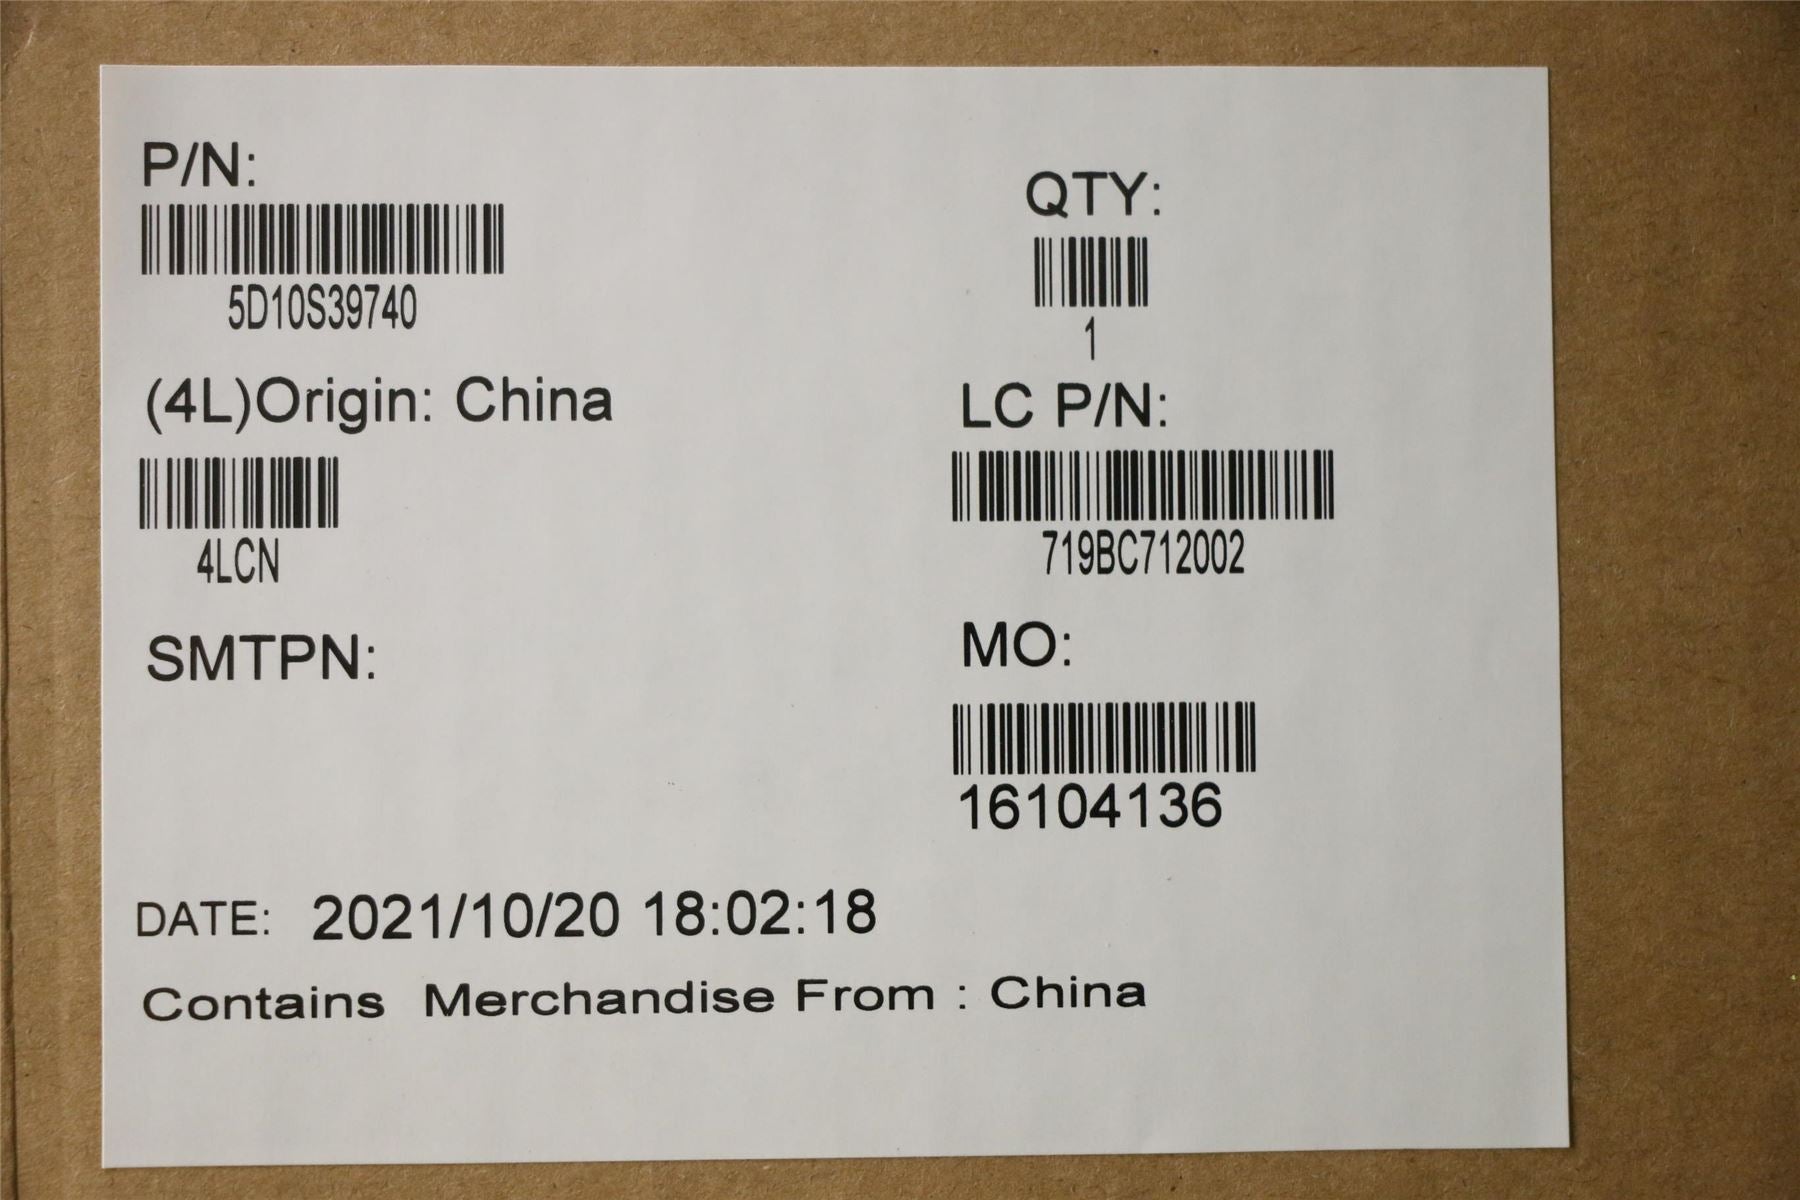 P/N:
5D10S39740
QTY:
1
(4L)Origin: China
4LCN
LC P/N:
719BC712002
SMTPN:
MO:
16104136
DATE: 2021/10/20 18:02:18
Contains Merchandise From : China